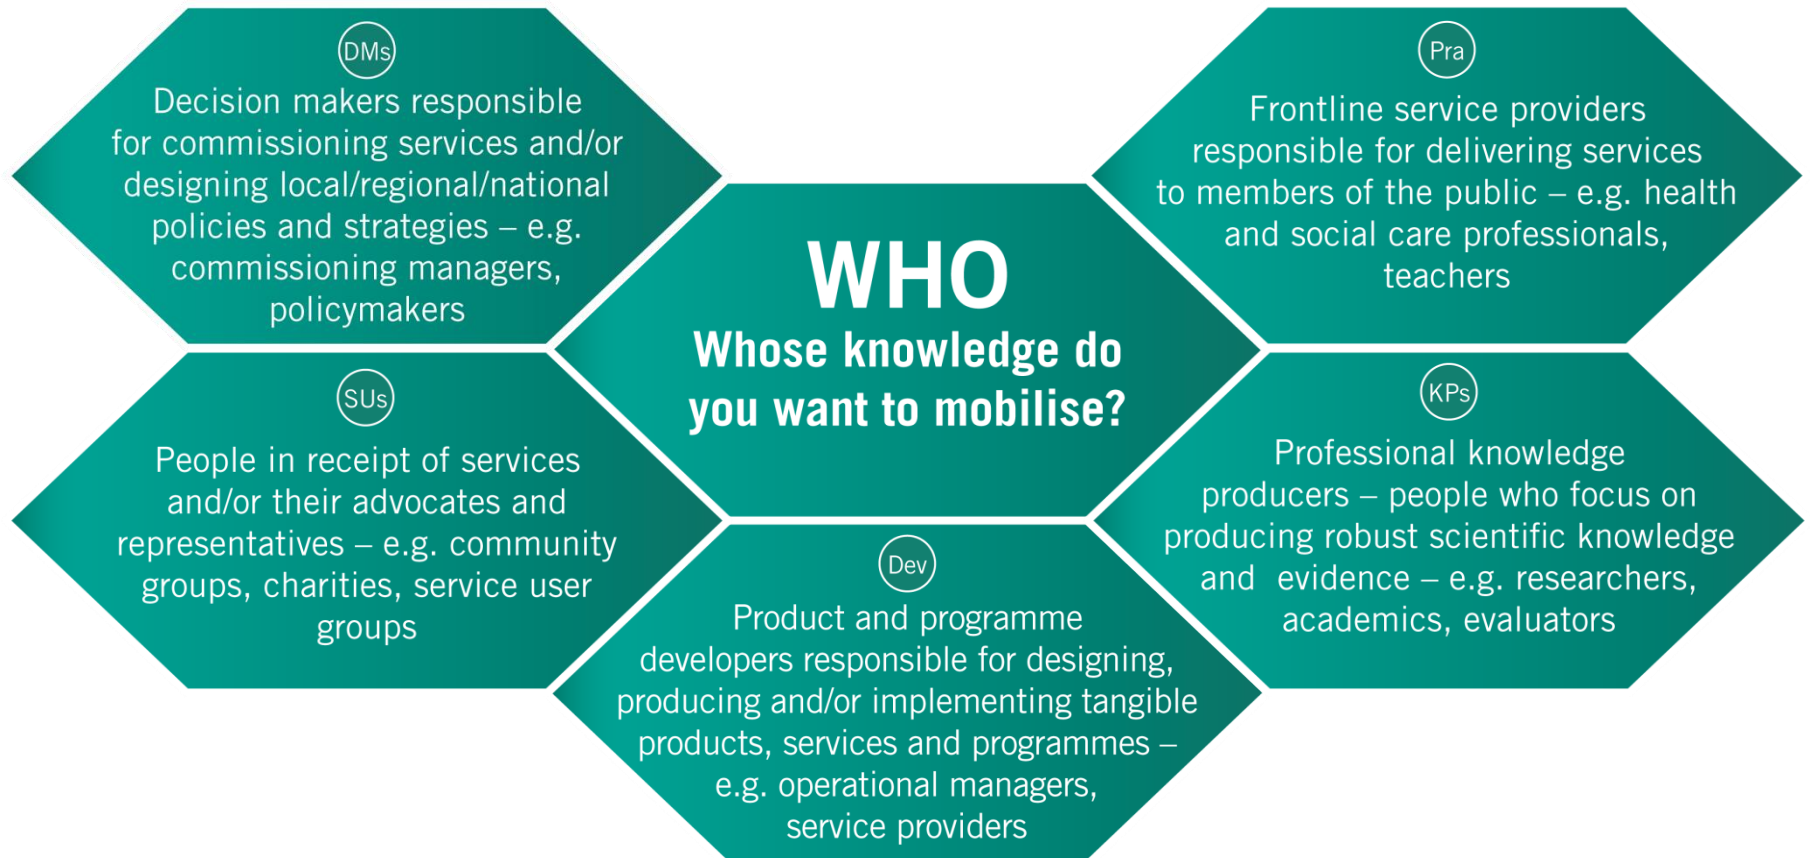 DMs
Decision makers responsible
for commissioning services and/or
designing local/regional/national
policies and strategies – e.g.
commissioning managers,
policymakers
Pra
Frontline service providers
responsible for delivering services
to members of the public – e.g. health
and social care professionals,
teachers
WHO
Whose knowledge do
you want to mobilise?
SUs
People in receipt of services
and/or their advocates and
representatives – e.g. community
groups, charities, service user
groups
KPs
Professional knowledge
producers – people who focus on
producing robust scientific knowledge
and evidence – e.g. researchers,
academics, evaluators
Dev
Product and programme
developers responsible for designing,
producing and/or implementing tangible
products, services and programmes –
e.g. operational managers,
service providers